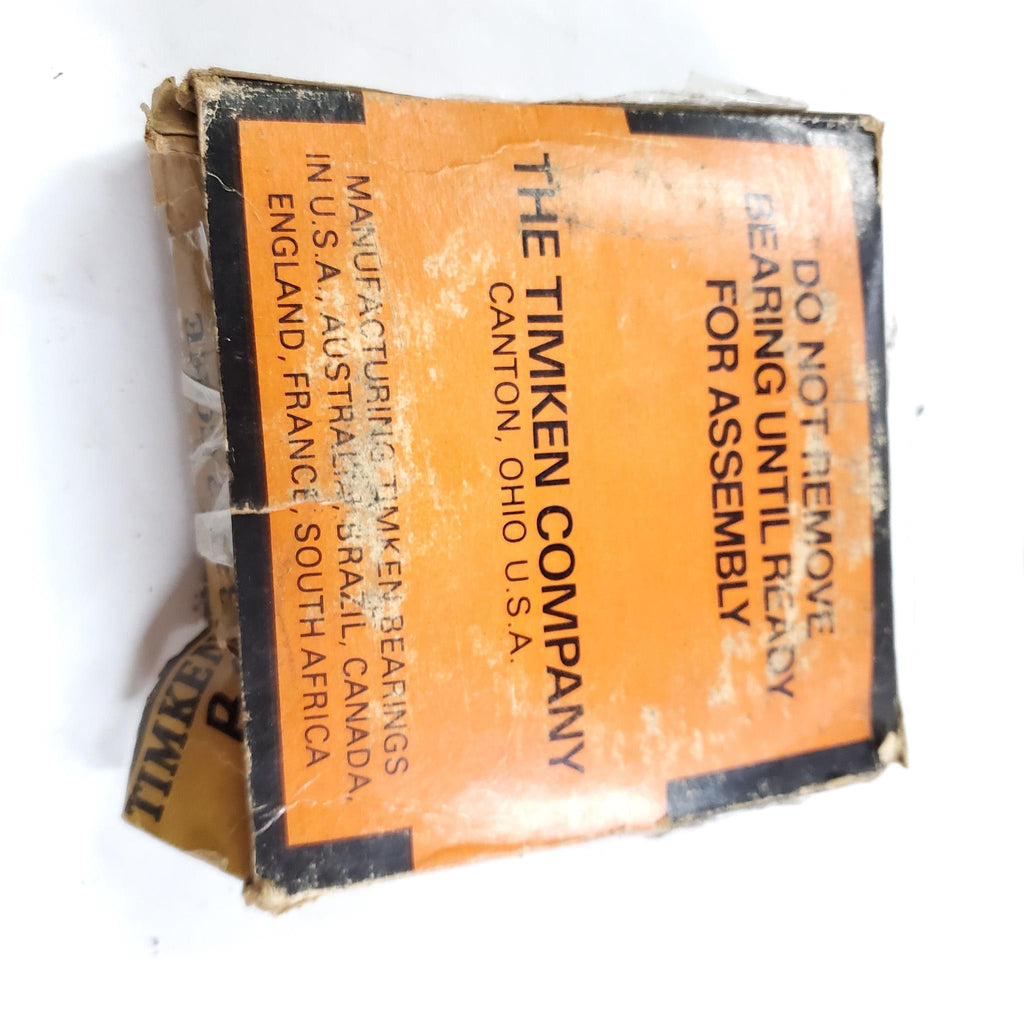 DO NOT REMOVE
BEARING UNTIL READY
FOR ASSEMBLY
THE TIMKEN COMPANY
CANTON, OHIO U.S.A.
MANUFACTURING TIMKEN BEARINGS
IN U.S.A., AUSTRALIA, BRAZIL, CANADA,
ENGLAND, FRANCE, SOUTH AFRICA
TIMKEN